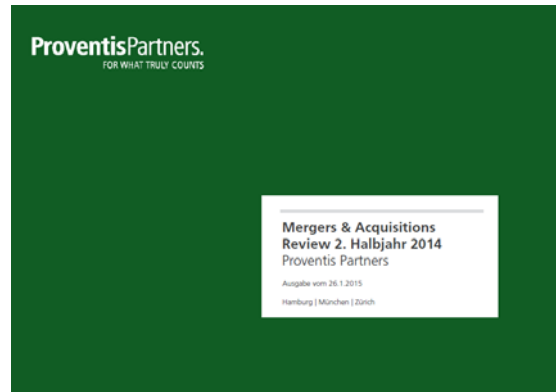 ProventisPartners.
FOR WHAT TRULY COUNTS
Mergers & Acquisitions
Review 2. Halbjahr 2014
Proventis Partners
Ausgabe vom 26.1.2015
Hamburg | München | Zürich